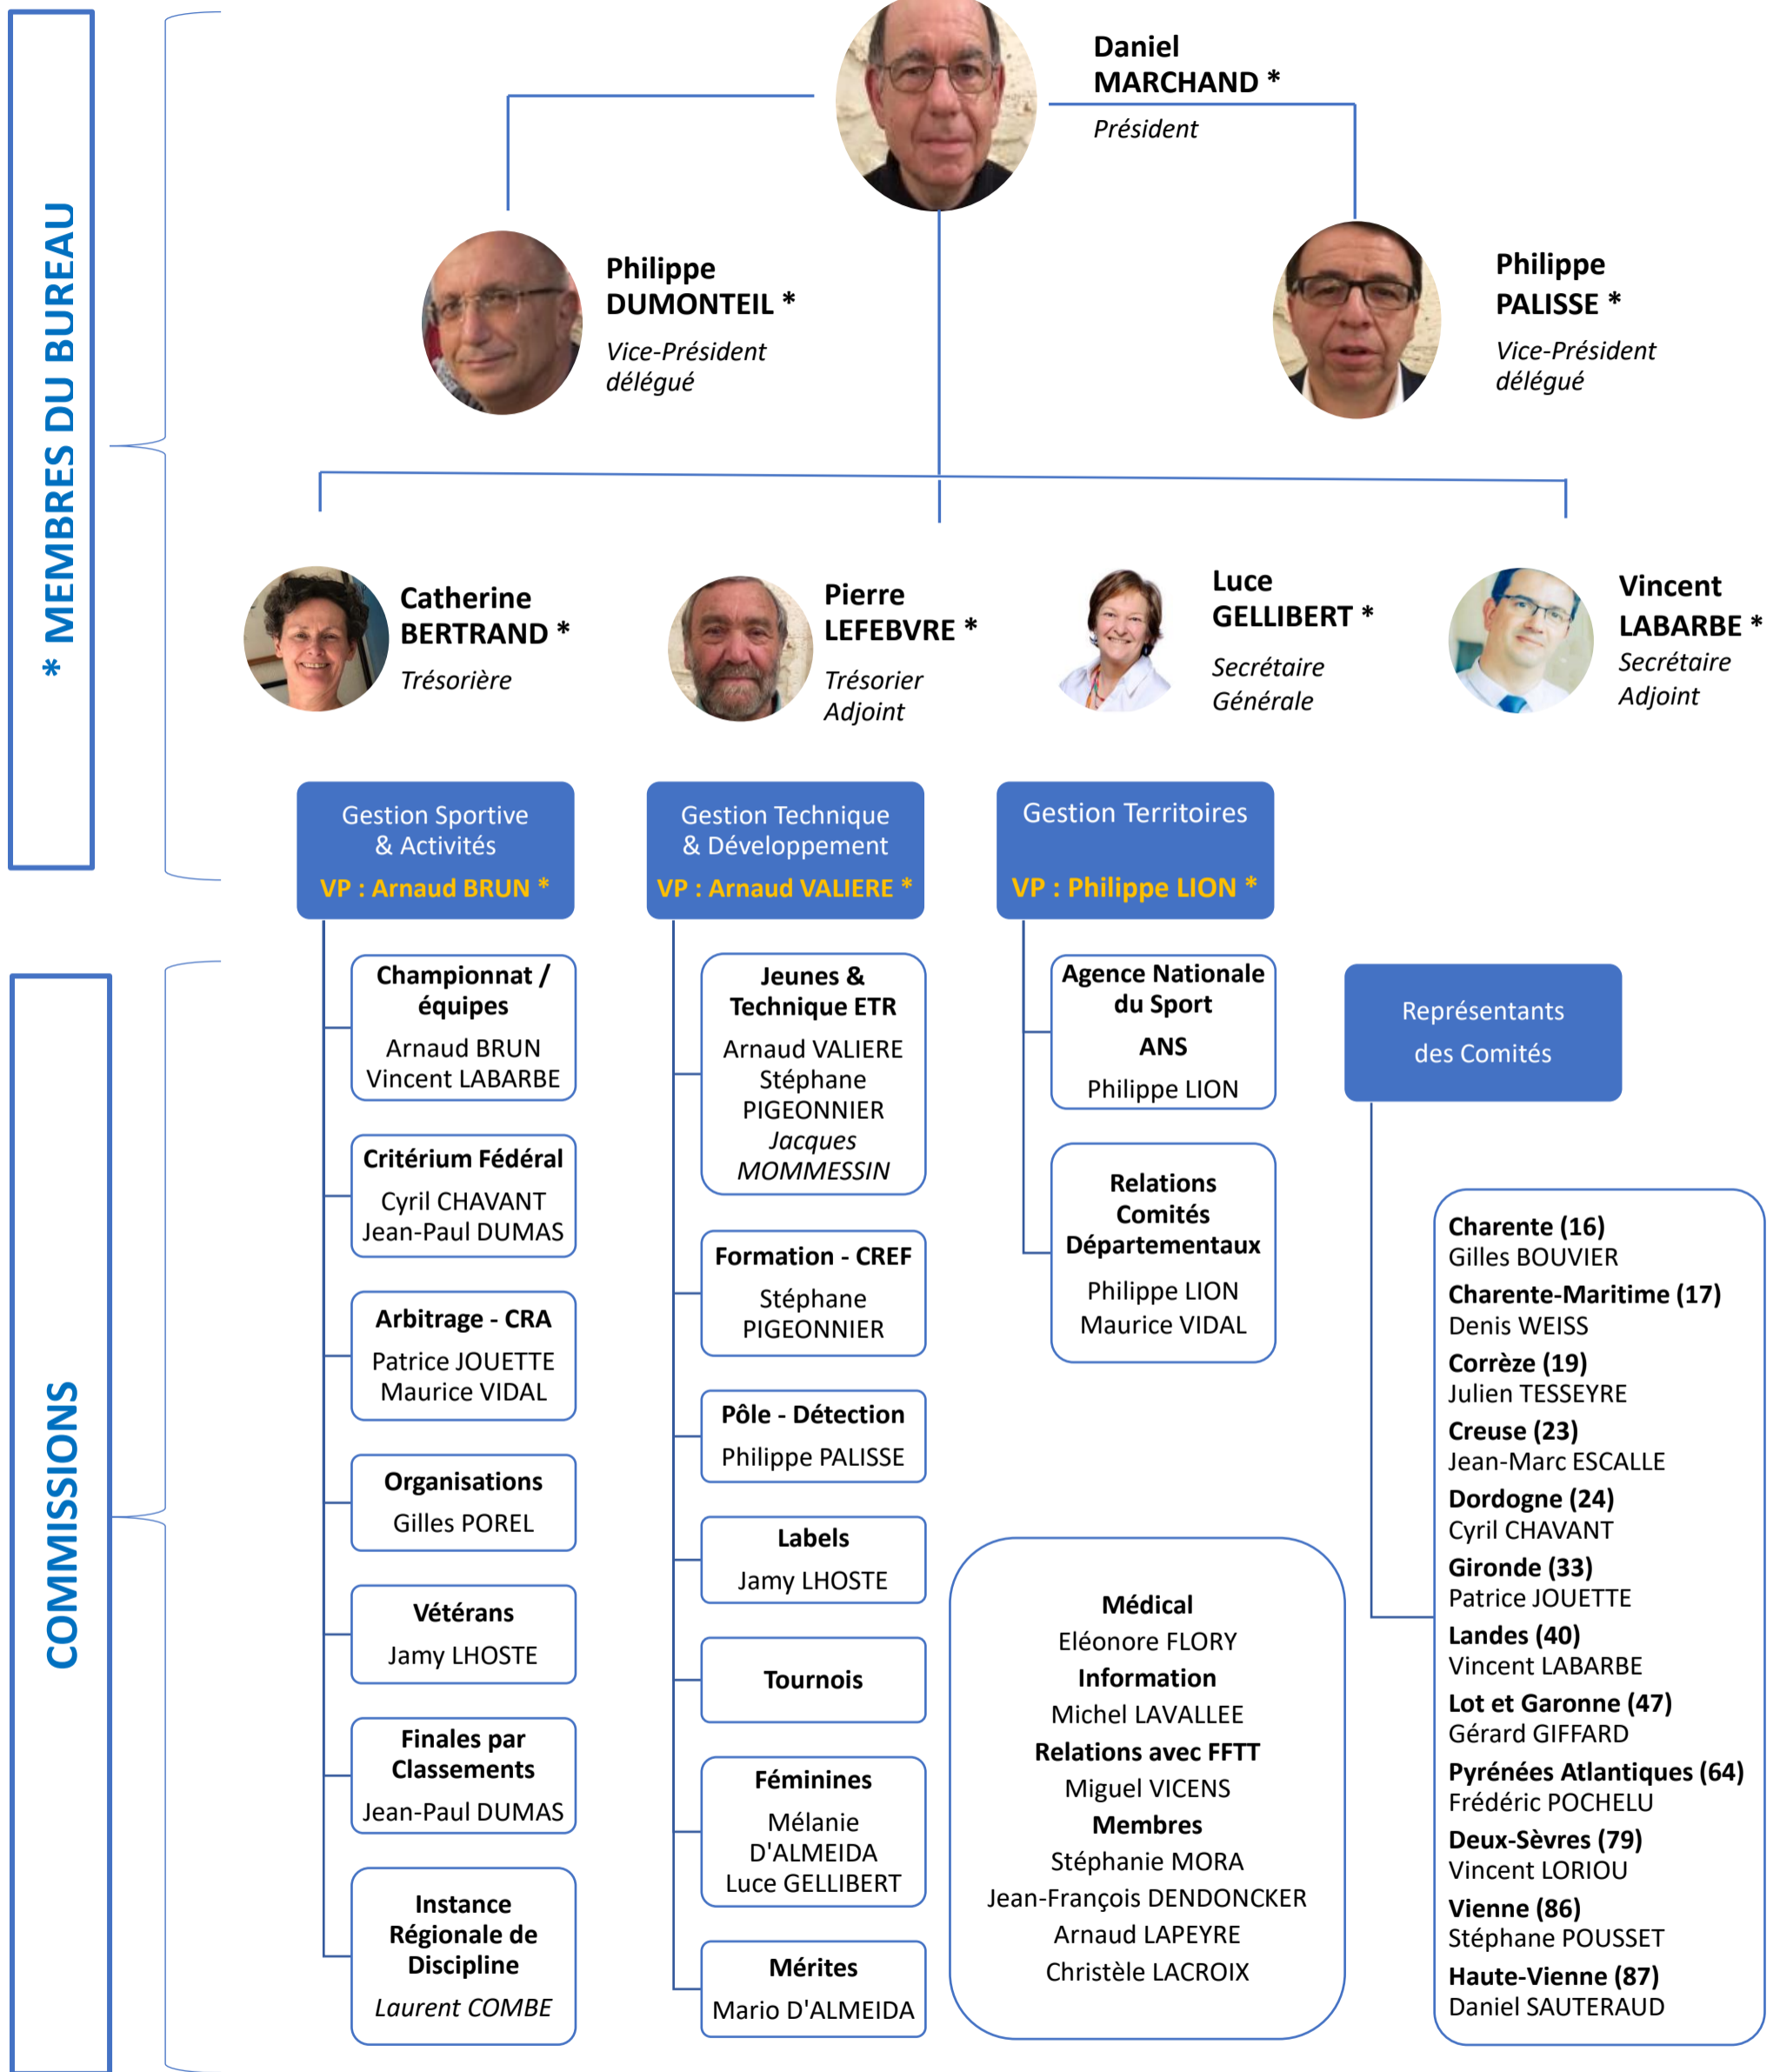 * MEMBRES DU BUREAU
Daniel
MARCHAND *
Président
Philippe
DUMONTEIL *
Vice-Président
délégué
Philippe
PALISSE *
Vice-Président
délégué
Catherine
BERTRAND *
Trésorière
Pierre
LEFEBVRE *
Trésorier
Adjoint
Luce
GELLIBERT *
Secrétaire
Générale
Vincent
LABARBE *
Secrétaire
Adjoint
COMMISSIONS
Gestion Sportive
& Activités
VP : Arnaud BRUN *
Championnat /
équipes
Arnaud BRUN
Vincent LABARBE
Critérium Fédéral
Cyril CHAVANT
Jean-Paul DUMAS
Arbitrage - CRA
Patrice JOUETTE
Maurice VIDAL
Organisations
Gilles POREL
Vétérans
Jamy LHOSTE
Finales par
Classements
Jean-Paul DUMAS
Instance
Régionale de
Discipline
Laurent COMBE
Gestion Technique
& Développement
VP : Arnaud VALIERE *
Jeunes &
Technique ETR
Arnaud VALIERE
Stéphane
PIGEONNIER
Jacques
MOMMESSIN
Formation - CREF
Stéphane
PIGEONNIER
Pôle - Détection
Philippe PALISSE
Labels
Jamy LHOSTE
Tournois
Féminines
Mélanie
D'ALMEIDA
Luce GELLIBERT
Mérites
Mario D'ALMEIDA
Gestion Territoires
VP : Philippe LION *
Agence Nationale
du Sport
ANS
Philippe LION
Relations
Comités
Départementaux
Philippe LION
Maurice VIDAL
Médical
Eléonore FLORY
Information
Michel LAVALLEE
Relations avec FFTT
Miguel VICENS
Membres
Stéphanie MORA
Jean-François DENDONCKER
Arnaud LAPEYRE
Christèle LACROIX
Représentants
des Comités
Charente (16)
Gilles BOUVIER
Charente-Maritime (17)
Denis WEISS
Corrèze (19)
Julien TESSEYRE
Creuse (23)
Jean-Marc ESCALLE
Dordogne (24)
Cyril CHAVANT
Gironde (33)
Patrice JOUETTE
Landes (40)
Vincent LABARBE
Lot et Garonne (47)
Gérard GIFFARD
Pyrénées Atlantiques (64)
Frédéric POCHELU
Deux-Sèvres (79)
Vincent LORIOU
Vienne (86)
Stéphane POUSSET
Haute-Vienne (87)
Daniel SAUTERAUD